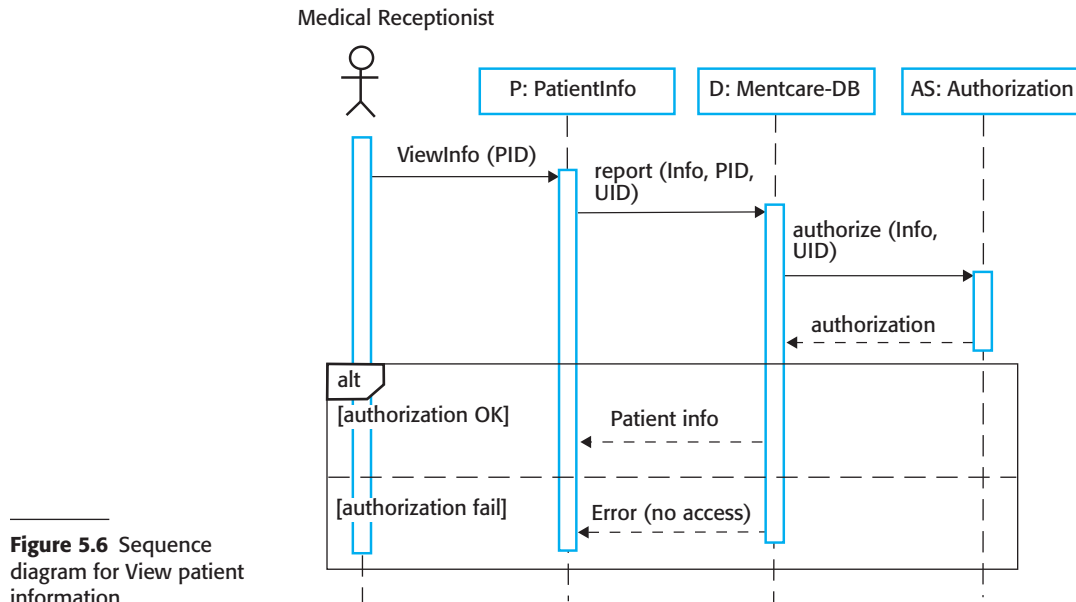 Medical Receptionist
P: PatientInfo
D: Mentcare-DB
AS: Authorization
ViewInfo (PID)
report (Info, PID,
UID)
authorize (Info,
UID)
authorization
alt
[authorization OK]
Patient info
[authorization fail]
Error (no access)
Figure 5.6 Sequence
diagram for View patient
information